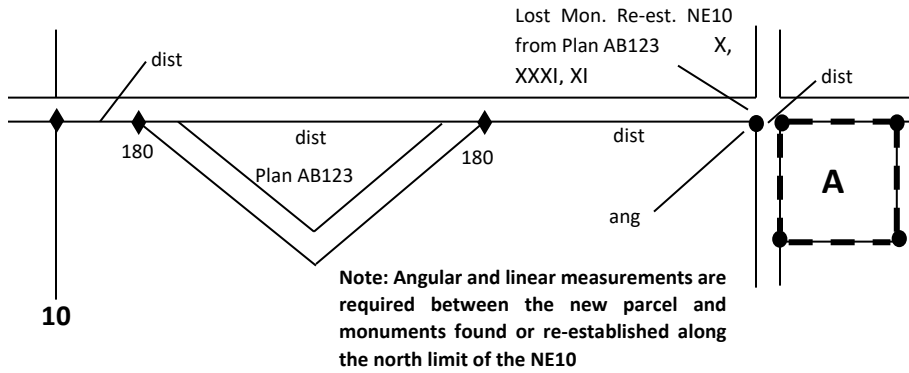 Lost Mon. Re-est. NE10
from Plan AB123 X,
XXXI, XI
dist
dist
dist
dist
180
180
Plan AB123
A
ang
Note: Angular and linear measurements are
required between the new parcel and
monuments found or re-established along
the north limit of the NE10
10